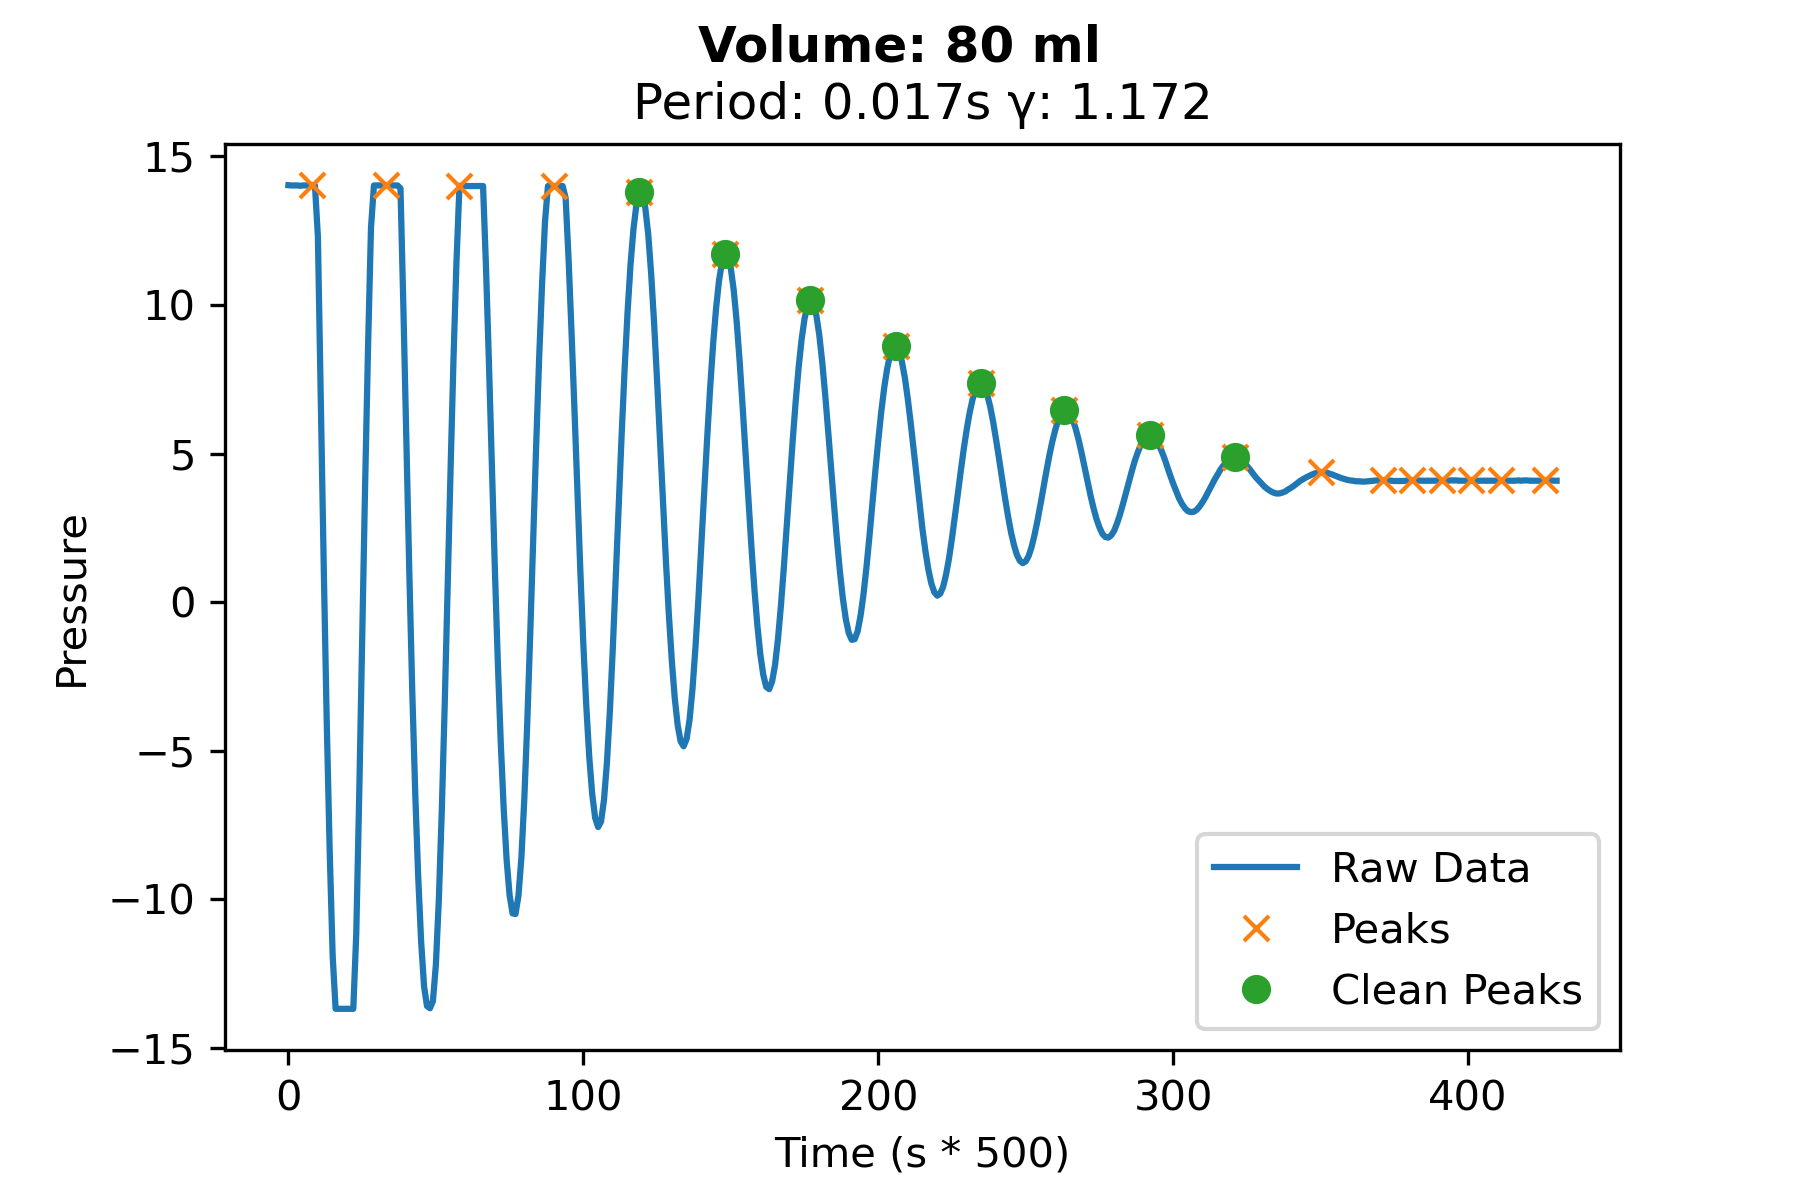 Volume: 80 ml
Period: 0.017s γ: 1.172
15
10
5
0
−5
−10
−15
Pressure
0 100 200 300 400
Time (s * 500)
Raw Data
Peaks
Clean Peaks